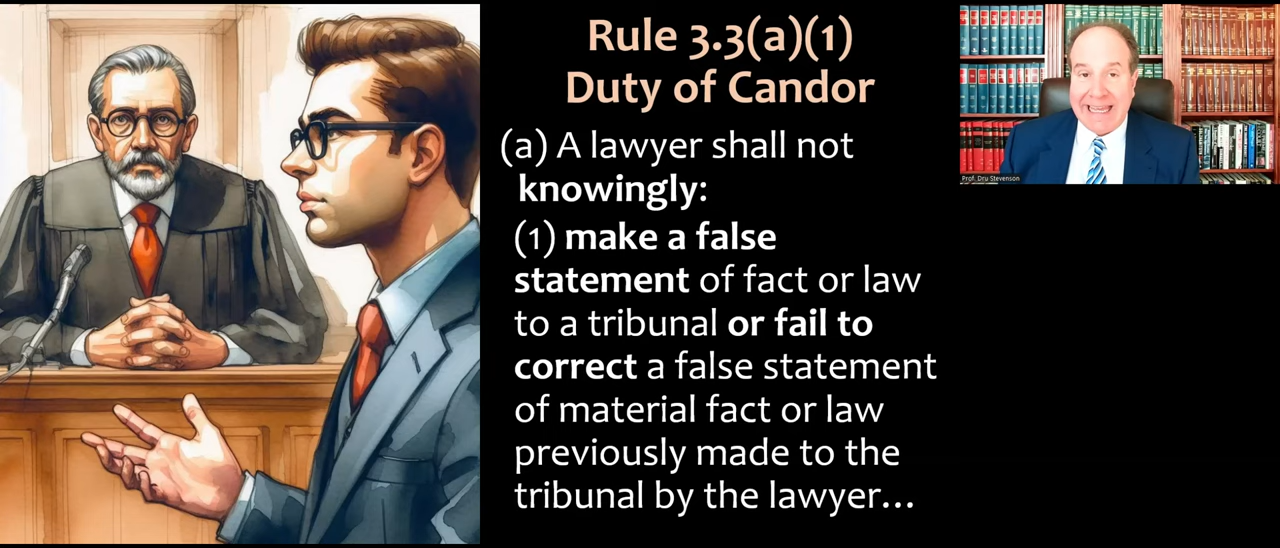 Rule 3.3(a)(1)
Duty of Candor
(a) A lawyer shall not
knowingly:
(1) make a false
statement of fact or law
to a tribunal or fail to
correct a false statement
of material fact or law
previously made to the
tribunal by the lawyer...
Prof. Dru Stevenson